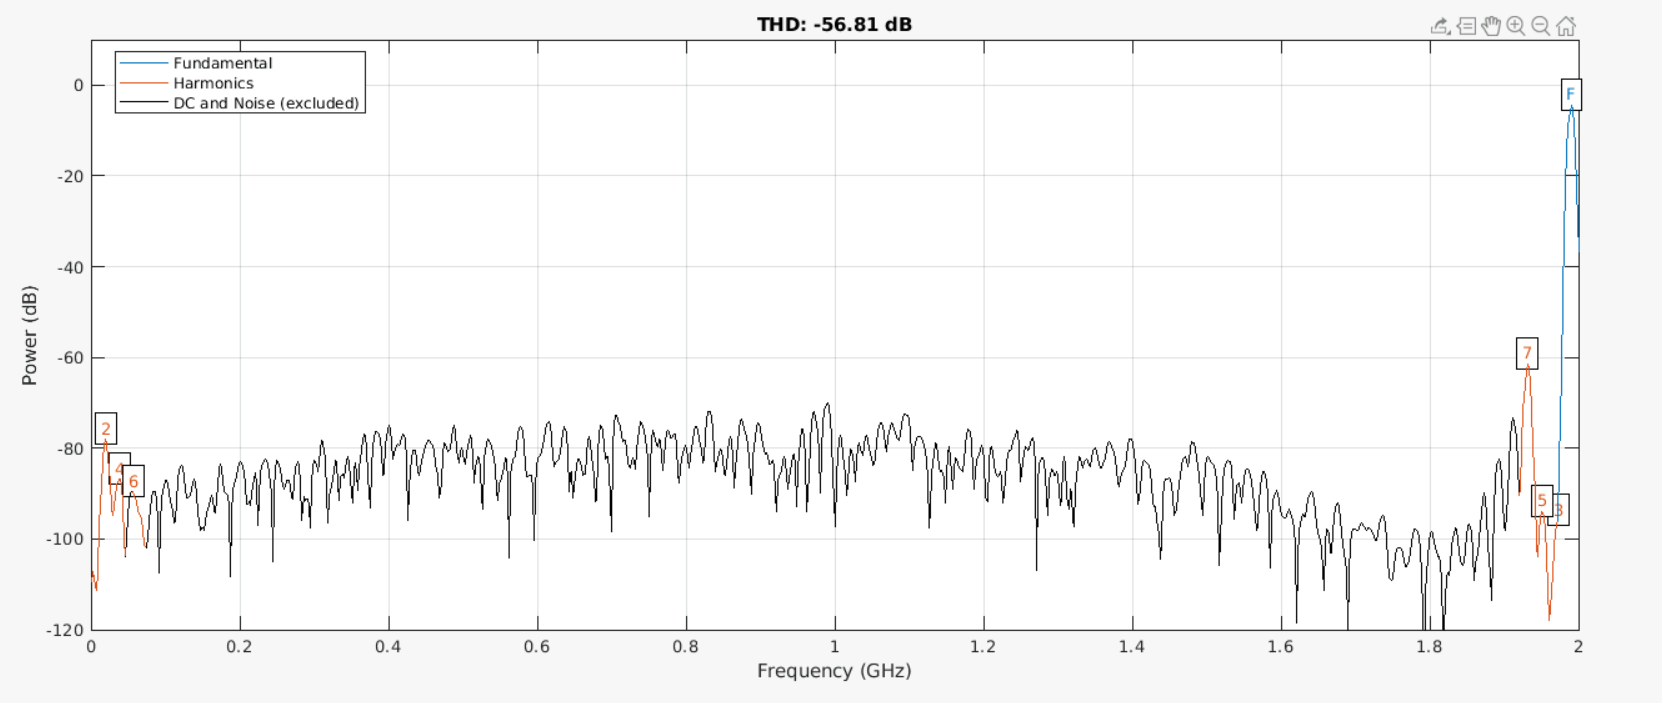 THD: -56.81 dB
Fundamental
Harmonics
DC and Noise (excluded)
0
-20
-40
-60
-80
-100
-120
Power (dB)
F
7
2
4
6
5
3
0 0.2 0.4 0.6 0.8 1 1.2 1.4 1.6 1.8 2
Frequency (GHz)